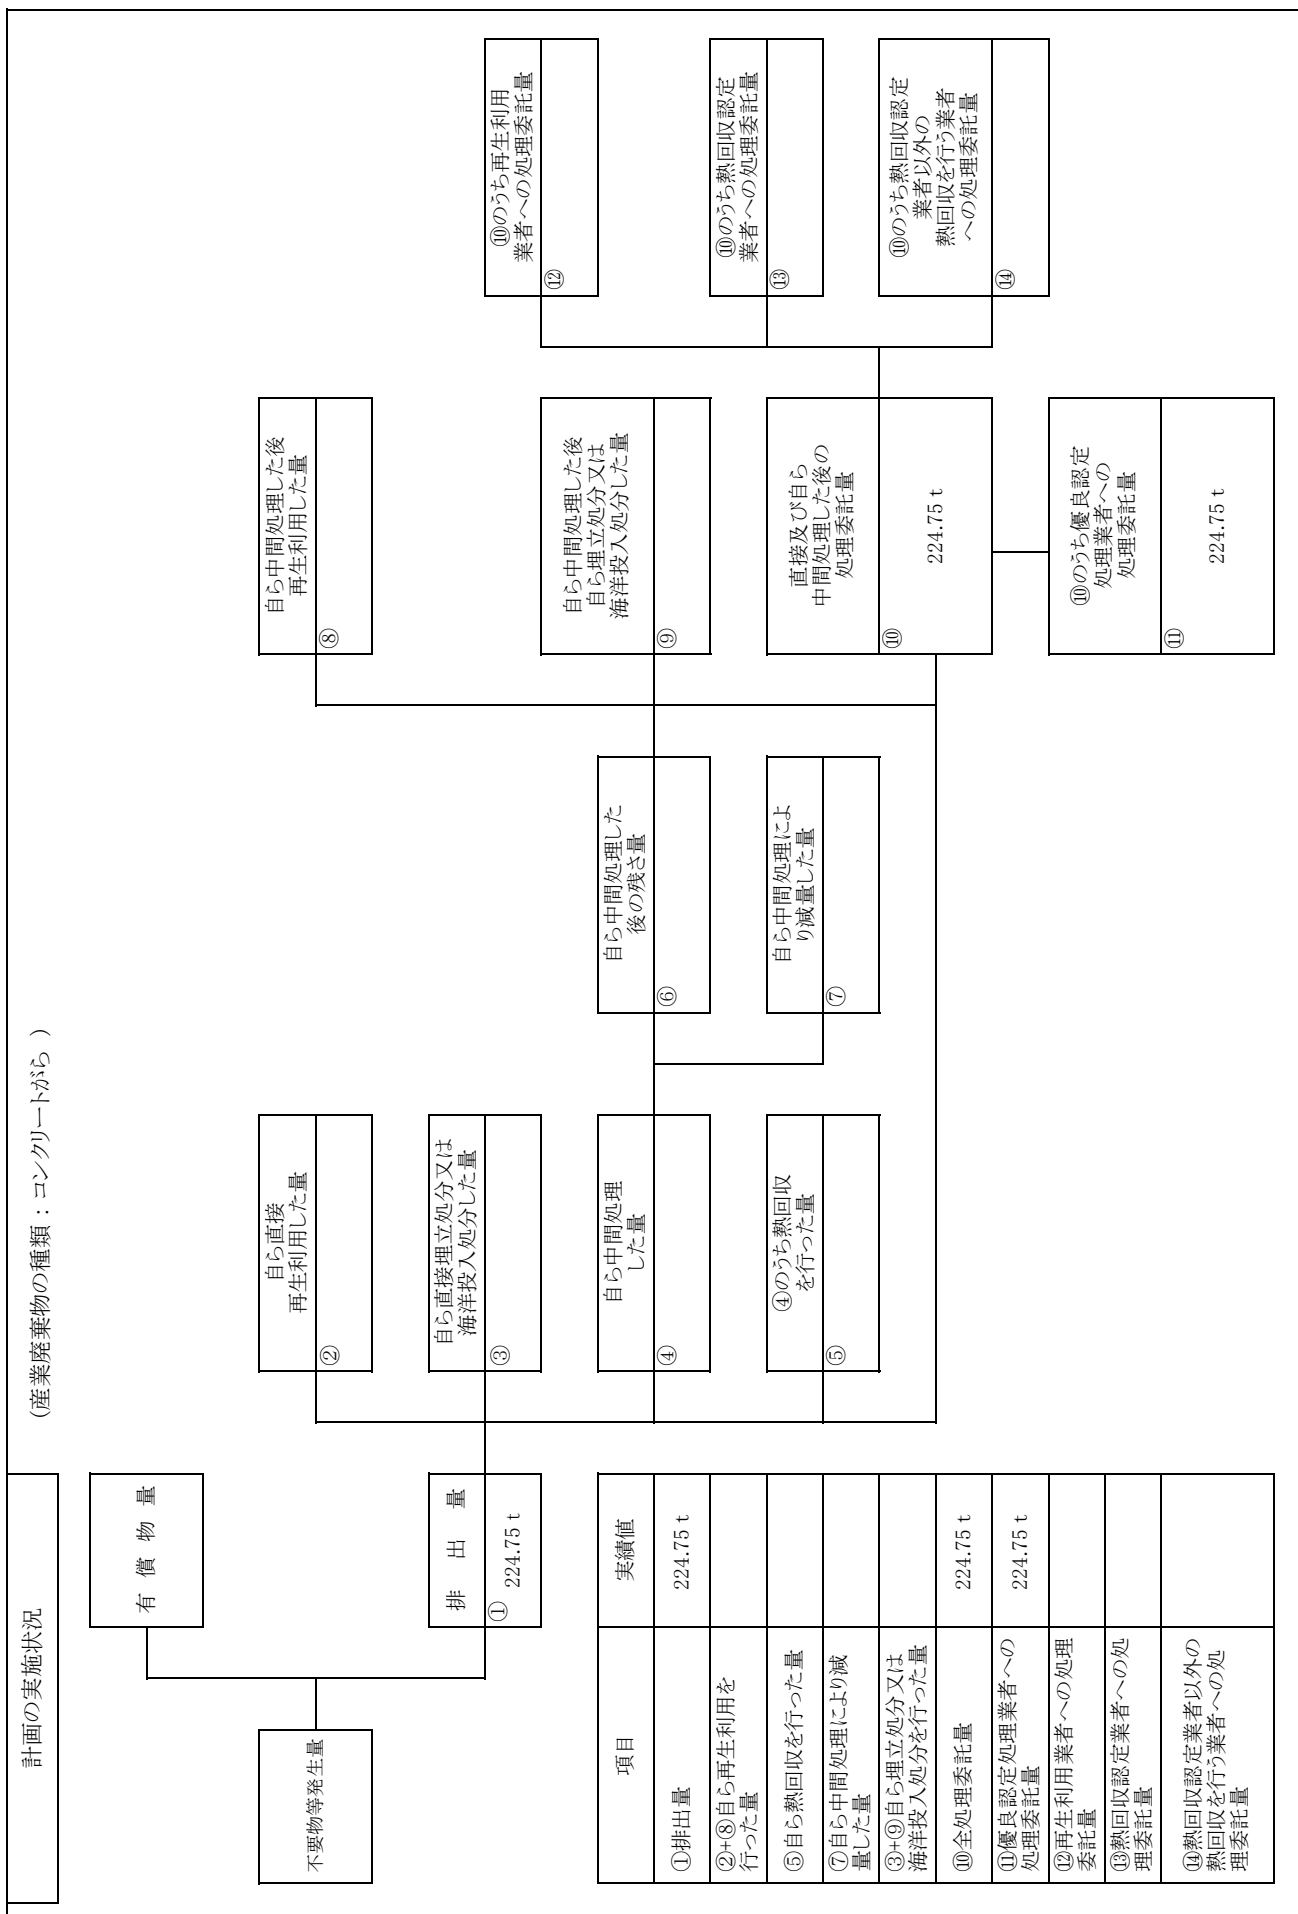 計画の実施状況
(産業廃棄物の種類：コンクリートがら )
不要物等発生量
有償物量
排出量
①
224.75 t
自ら直接
再生利用した量
②
自ら直接埋立処分又は
海洋投入処分した量
③
自ら中間処理
した量
④
④のうち熱回収
を行った量
⑤
自ら中間処理した
後の残さ量
⑥
自ら中間処理によ
り減量した量
⑦
自ら中間処理した後
再生利用した量
⑧
自ら中間処理した後
自ら埋立処分又は
海洋投入処分した量
⑨
直接及び自ら
中間処理した後の
処理委託量
⑩
224.75 t
⑩のうち優良認定
処理業者への
処理委託量
⑪
224.75 t
⑩のうち再生利用
業者への処理委託量
⑫
⑩のうち熱回収認定
業者への処理委託量
⑬
⑩のうち熱回収認定
業者以外の
熱回収を行う業者
への処理委託量
⑭
項目
実績値
①排出量
224.75 t
②+⑧自ら再生利用を
行った量
⑤自ら熱回収を行った量
⑦自ら中間処理により減
量した量
③+⑨自ら埋立処分又は
海洋投入処分を行った量
⑩全処理委託量
224.75 t
⑪優良認定処理業者への
処理委託量
224.75 t
⑫再生利用業者への処理
委託量
⑬熱回収認定業者への処
理委託量
⑭熱回収認定業者以外の
熱回収を行う業者への処
理委託量